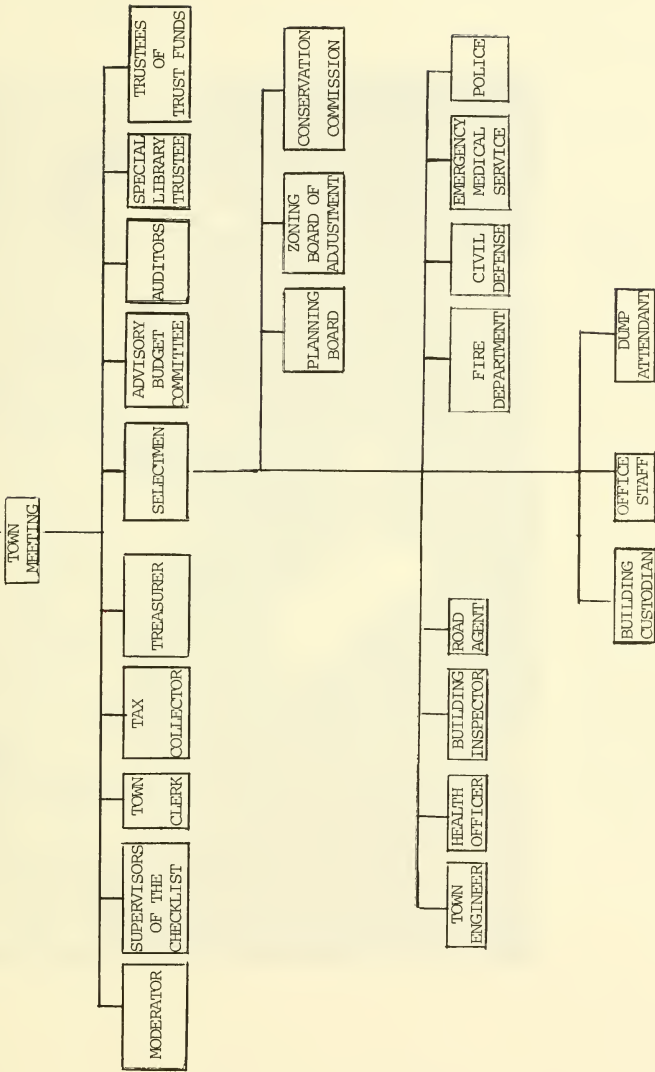 TOWN
MEETING
MODERATOR
SUPERVISORS
OF THE
CHECKLIST
TOWN
CLERK
TAX
COLLECTOR
TREASURER
SELECTMEN
ADVISORY
BUDGET
COMMITTEE
AUDITORS
SPECIAL
LIBRARY
TRUSTEE
TRUSTEES
OF
TRUST FUNDS
PLANNING
BOARD
ZONING
BOARD OF
ADJUSTMENT
CONSERVATION
COMMISSION
TOWN
ENGINEER
HEALTH
OFFICER
BUILDING
INSPECTOR
ROAD
AGENT
FIRE
DEPARTMENT
CIVIL
DEFENSE
EMERGENCY
MEDICAL
SERVICE
POLICE
BUILDING
CUSTODIAN
OFFICE
STAFF
DUMP
ATTENDANT